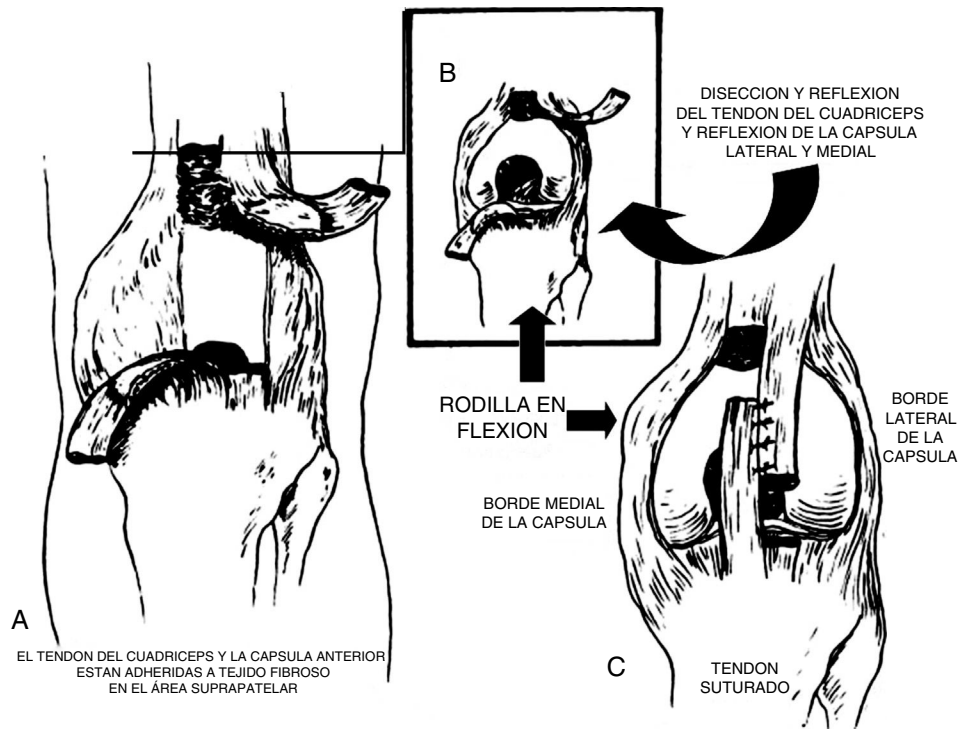 B
DISECCION Y REFLEXION
DEL TENDON DEL CUADRICEPS
Y REFLEXION DE LA CAPSULA
LATERAL Y MEDIAL
RODILLA EN
FLEXION
BORDE
LATERAL
DE LA
CAPSULA
BORDE MEDIAL
DE LA CAPSULA
A
EL TENDON DEL CUADRICEPS Y LA CAPSULA ANTERIOR
ESTAN ADHERIDAS A TEJIDO FIBROSO
EN EL ÁREA SUPRAPATELAR
C
TENDON
SUTURADO